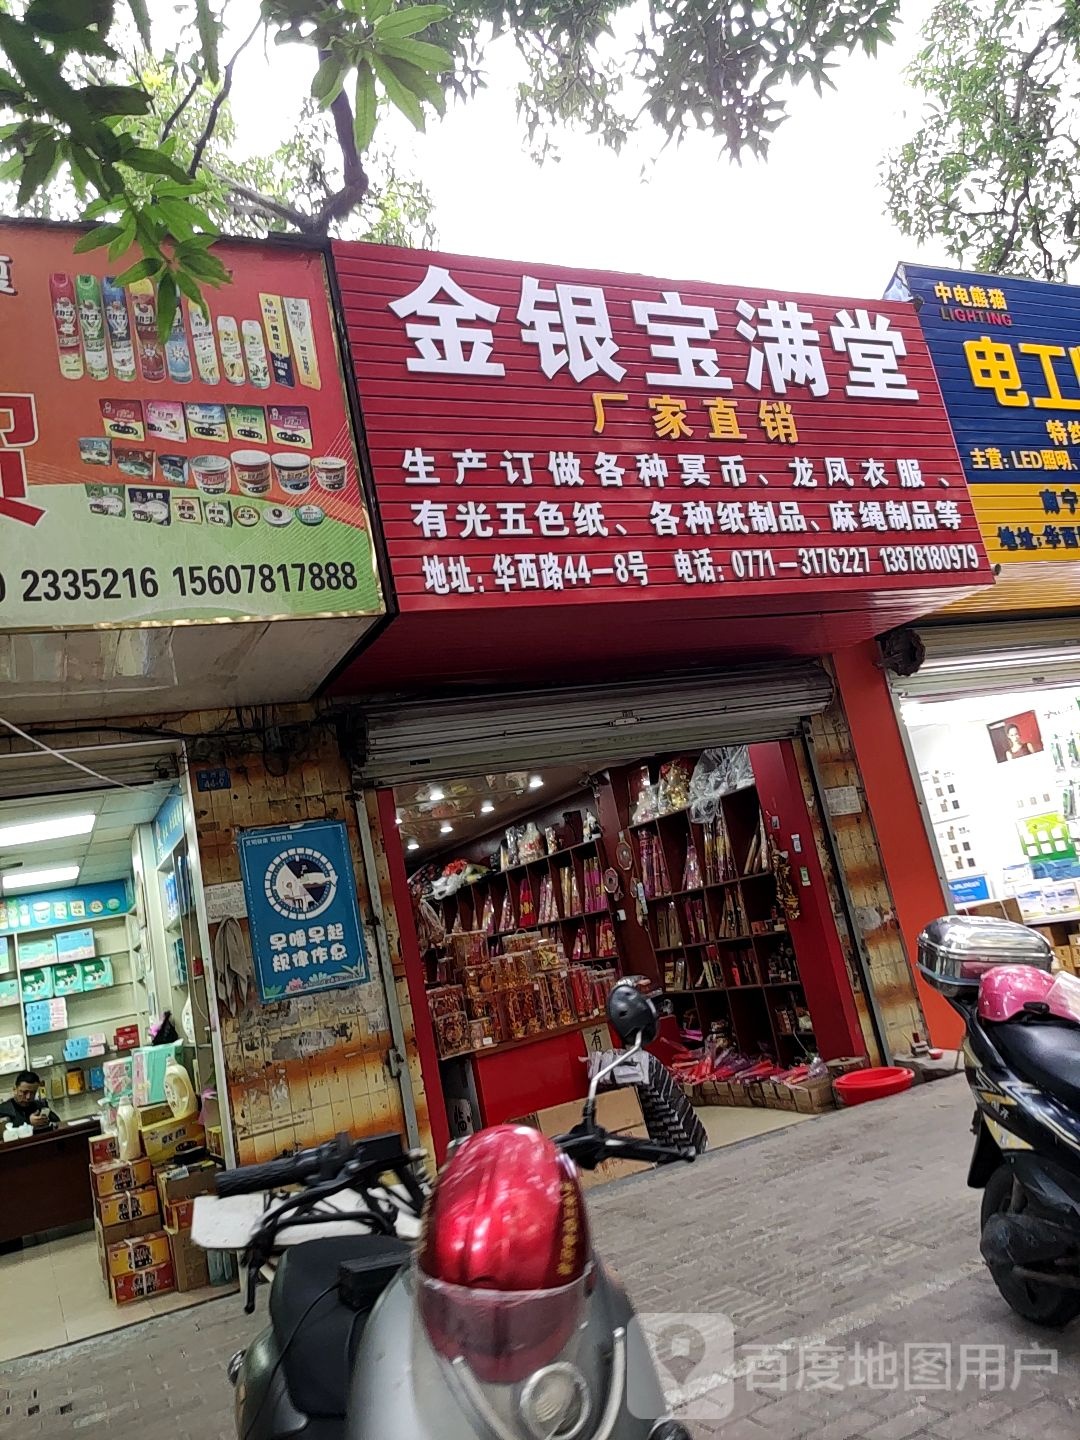 2335216 15607817888
金银宝满堂
厂家直销
生产订做各种冥币、龙凤衣服、
有光五色纸、各种纸制品、麻绳制品等
地址：华西路44—8号 电话：0771—3176227 13878180979
中电熊猫
LIGHTING
电工
主营：LED照明、
南宁
地址：华西
早睡早起
规律作息
有
百度地图用户